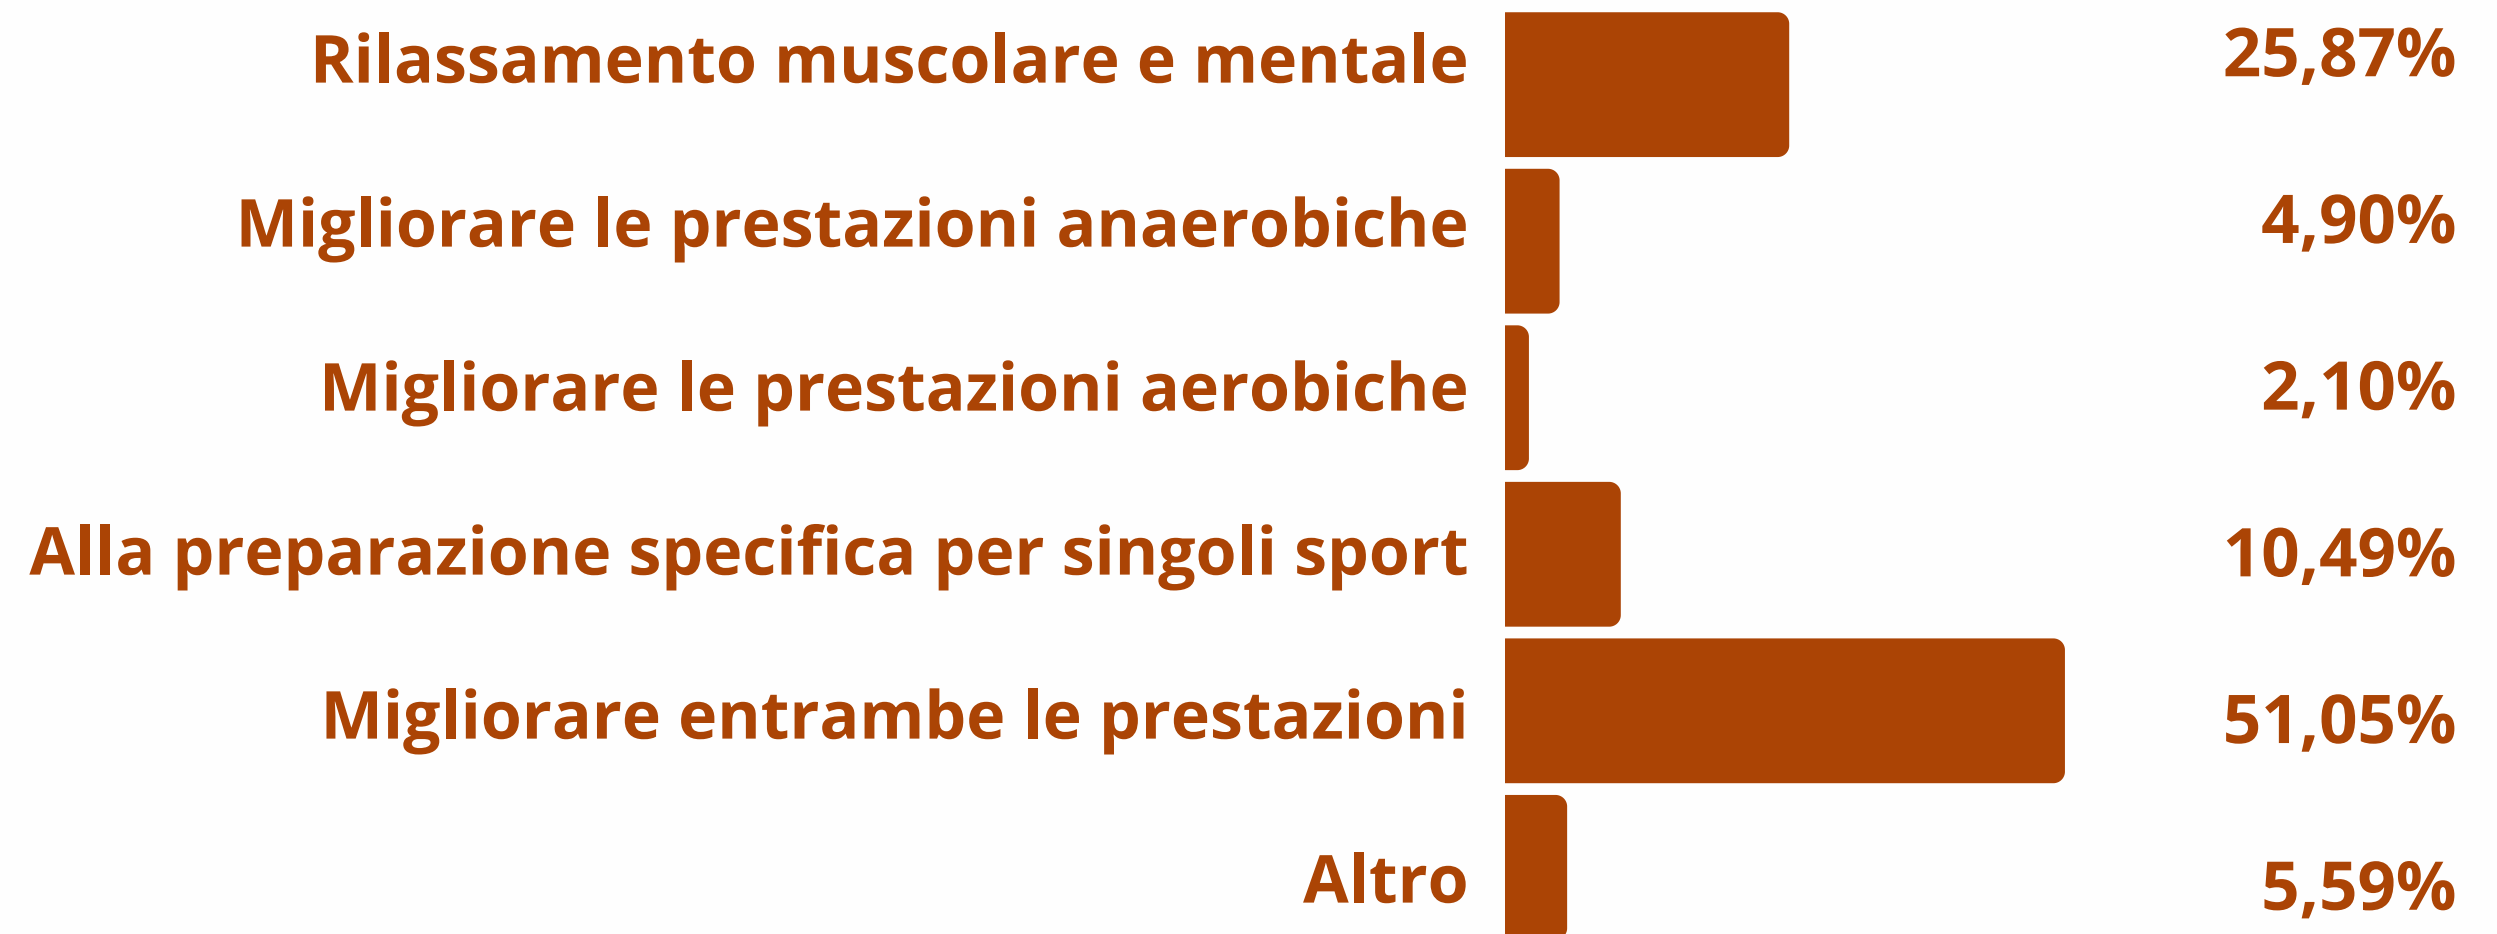 Rilassamento muscolare e mentale 25,87%
Migliorare le prestazioni anaerobiche 4,90%
Migliorare le prestazioni aerobiche 2,10%
Alla preparazione specifica per singoli sport 10,49%
Migliorare entrambe le prestazioni 51,05%
Altro 5,59%